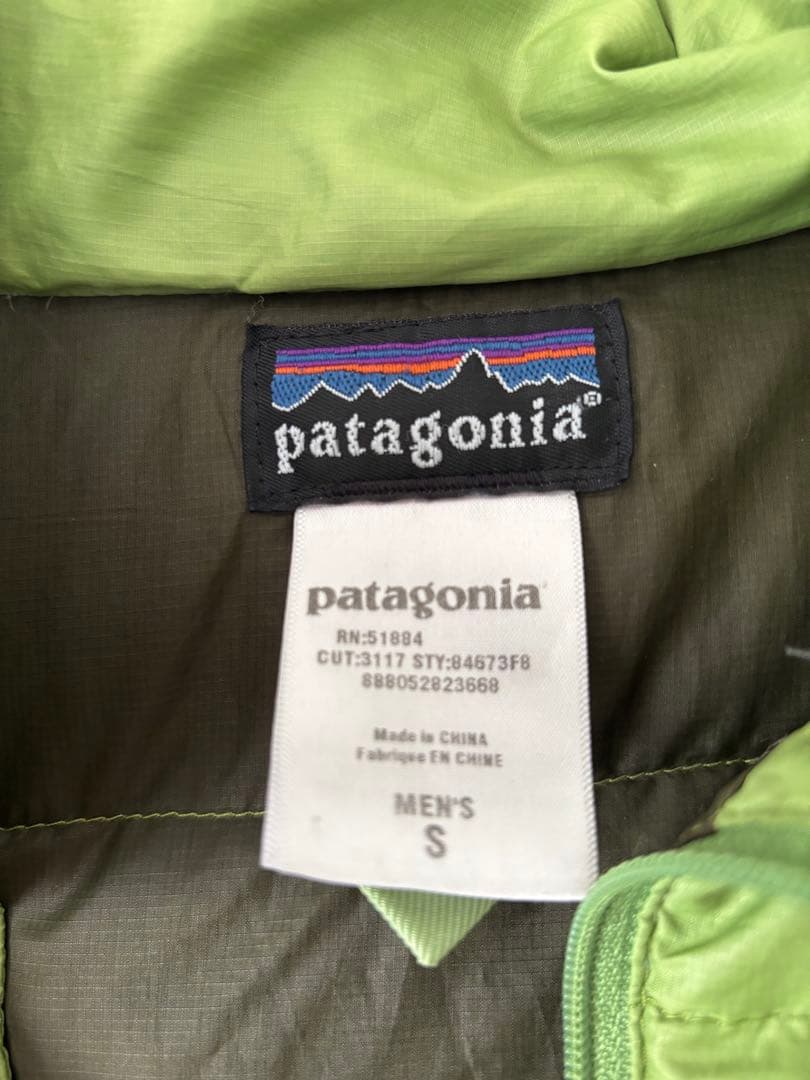 patagonia®
patagonia
RN:51884
CUT:3117 STY:84673F8
888052823668
Made in CHINA
Fabriqué EN CHINE
MEN'S
S